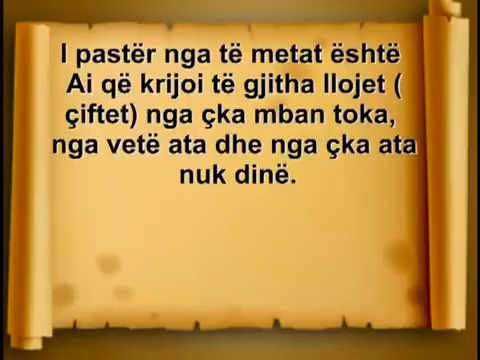 I pastër nga të metat është
Ai që krijoi të gjitha llojet (
çiftet) nga çka mban toka,
nga vetë ata dhe nga çka ata
nuk dinë.